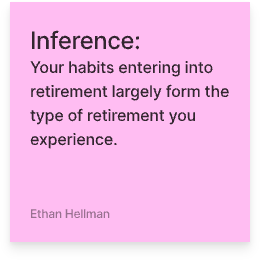 Inference:
Your habits entering into
retirement largely form the
type of retirement you
experience.
Ethan Hellman